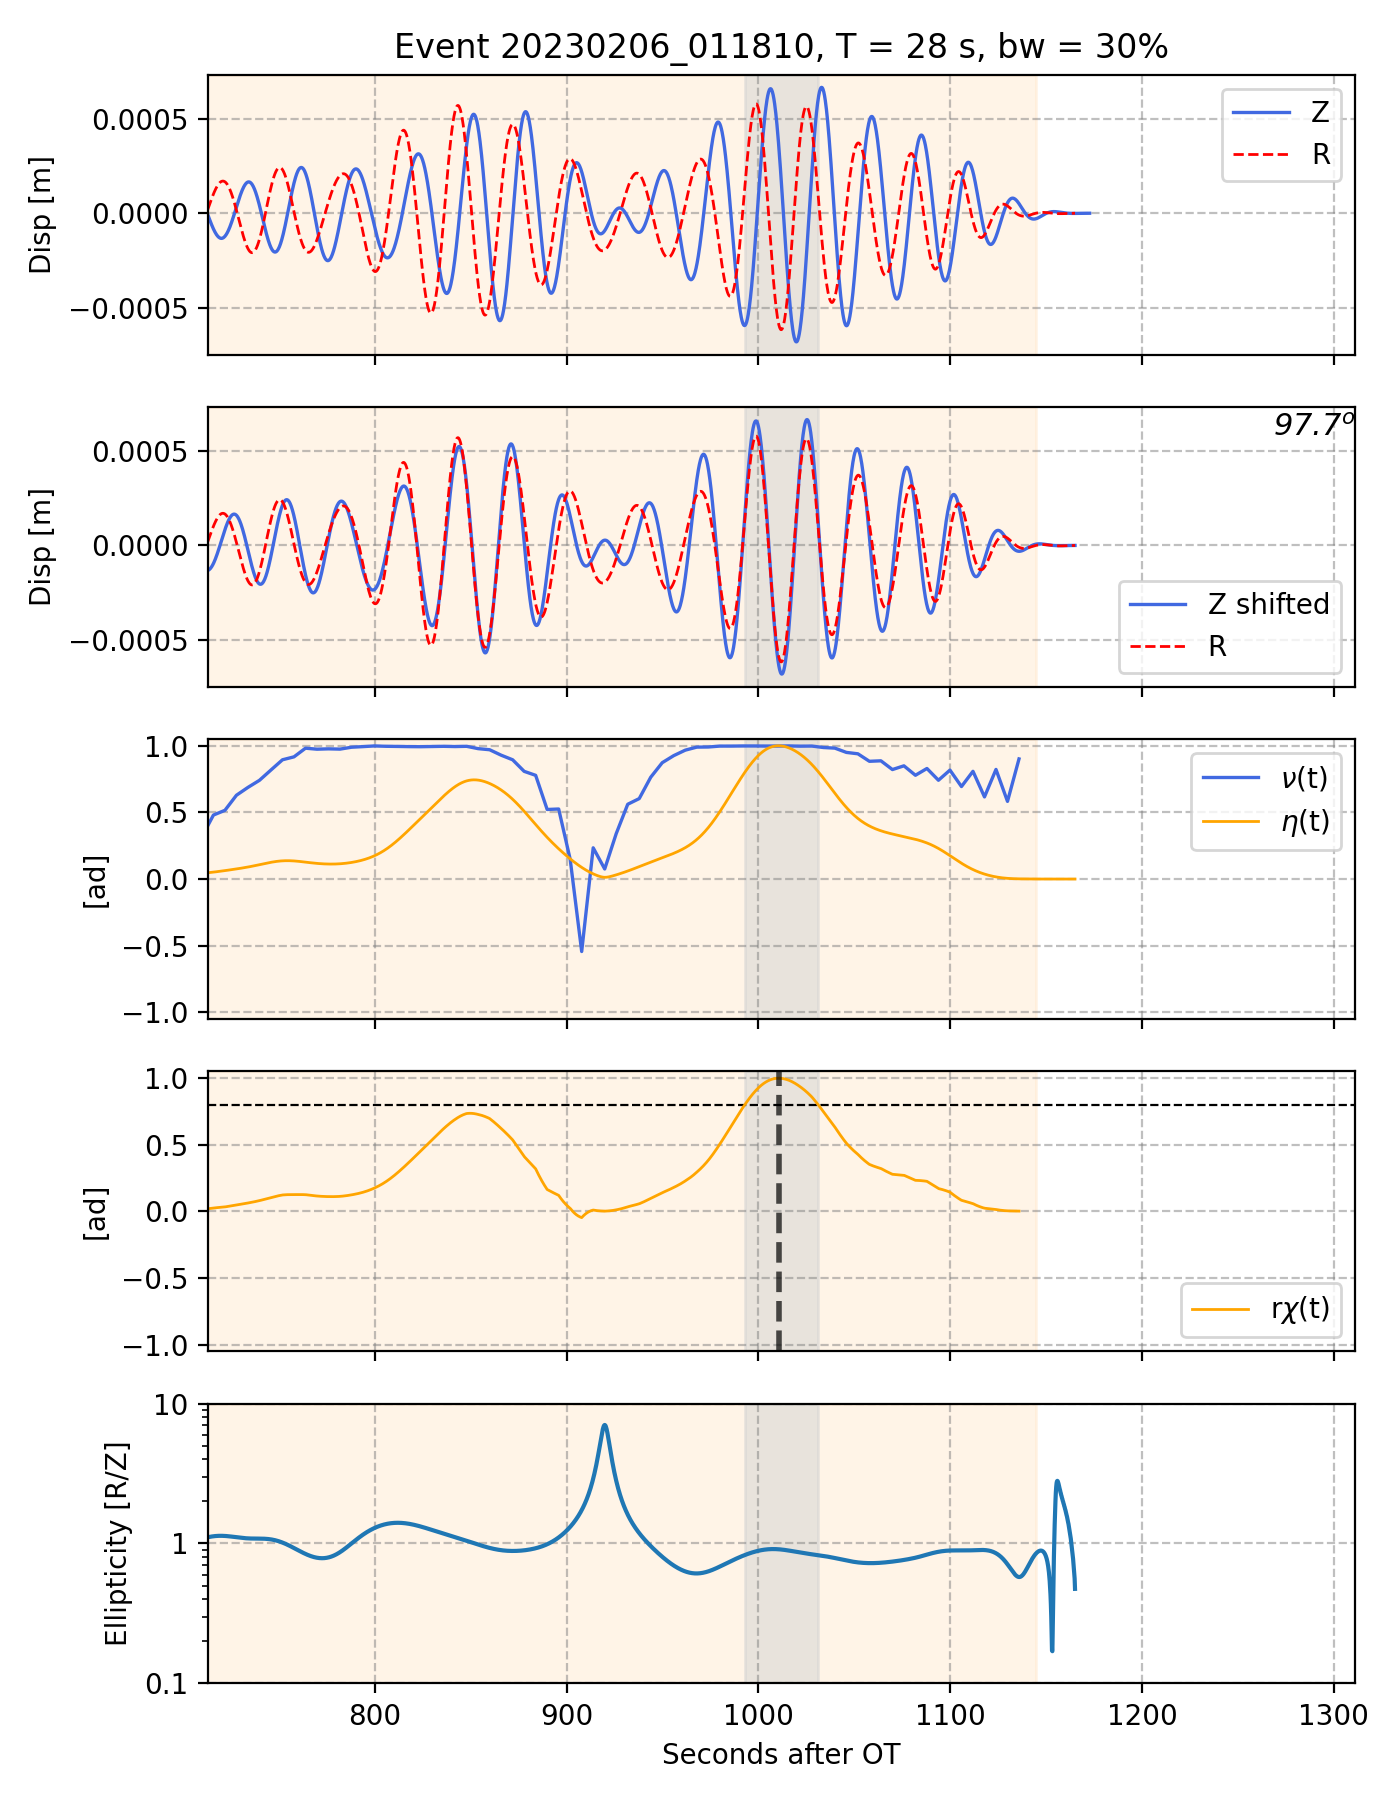 Event 20230206_011810, T = 28 s, bw = 30%
0.0005
0.0000
−0.0005
Disp [m]
Z
R
97.7°
0.0005
0.0000
−0.0005
Disp [m]
Z shifted
R
1.0
0.5
0.0
−0.5
−1.0
[ad]
ν(t)
η(t)
1.0
0.5
0.0
−0.5
−1.0
[ad]
rχ(t)
10
1
0.1
Ellipticity [R/Z]
800 900 1000 1100 1200 1300
Seconds after OT